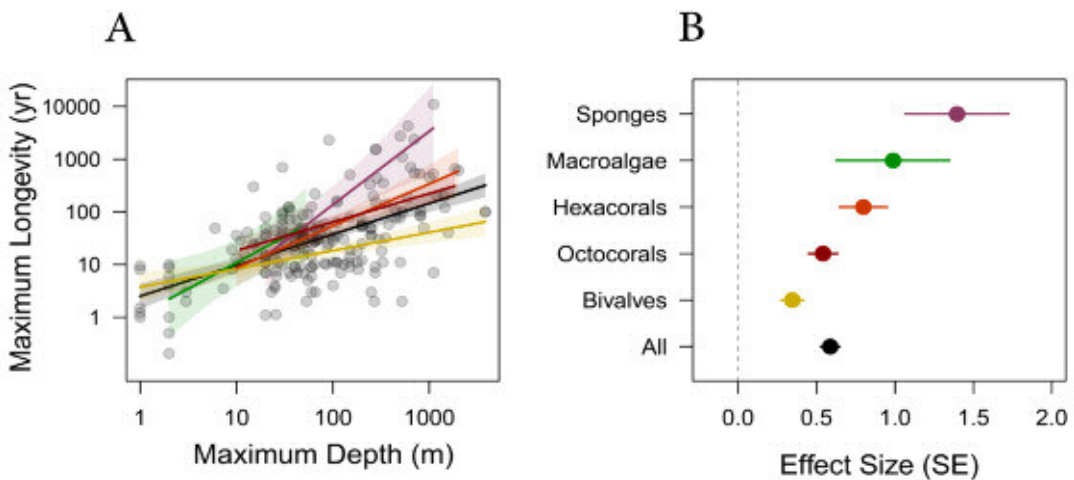 A
Maximum Longevity (yr)
10000
1000
100
10
1
1 10 100 1000
Maximum Depth (m)
B
Sponges
Macroalgae
Hexacorals
Octocorals
Bivalves
All
0.0 0.5 1.0 1.5 2.0
Effect Size (SE)